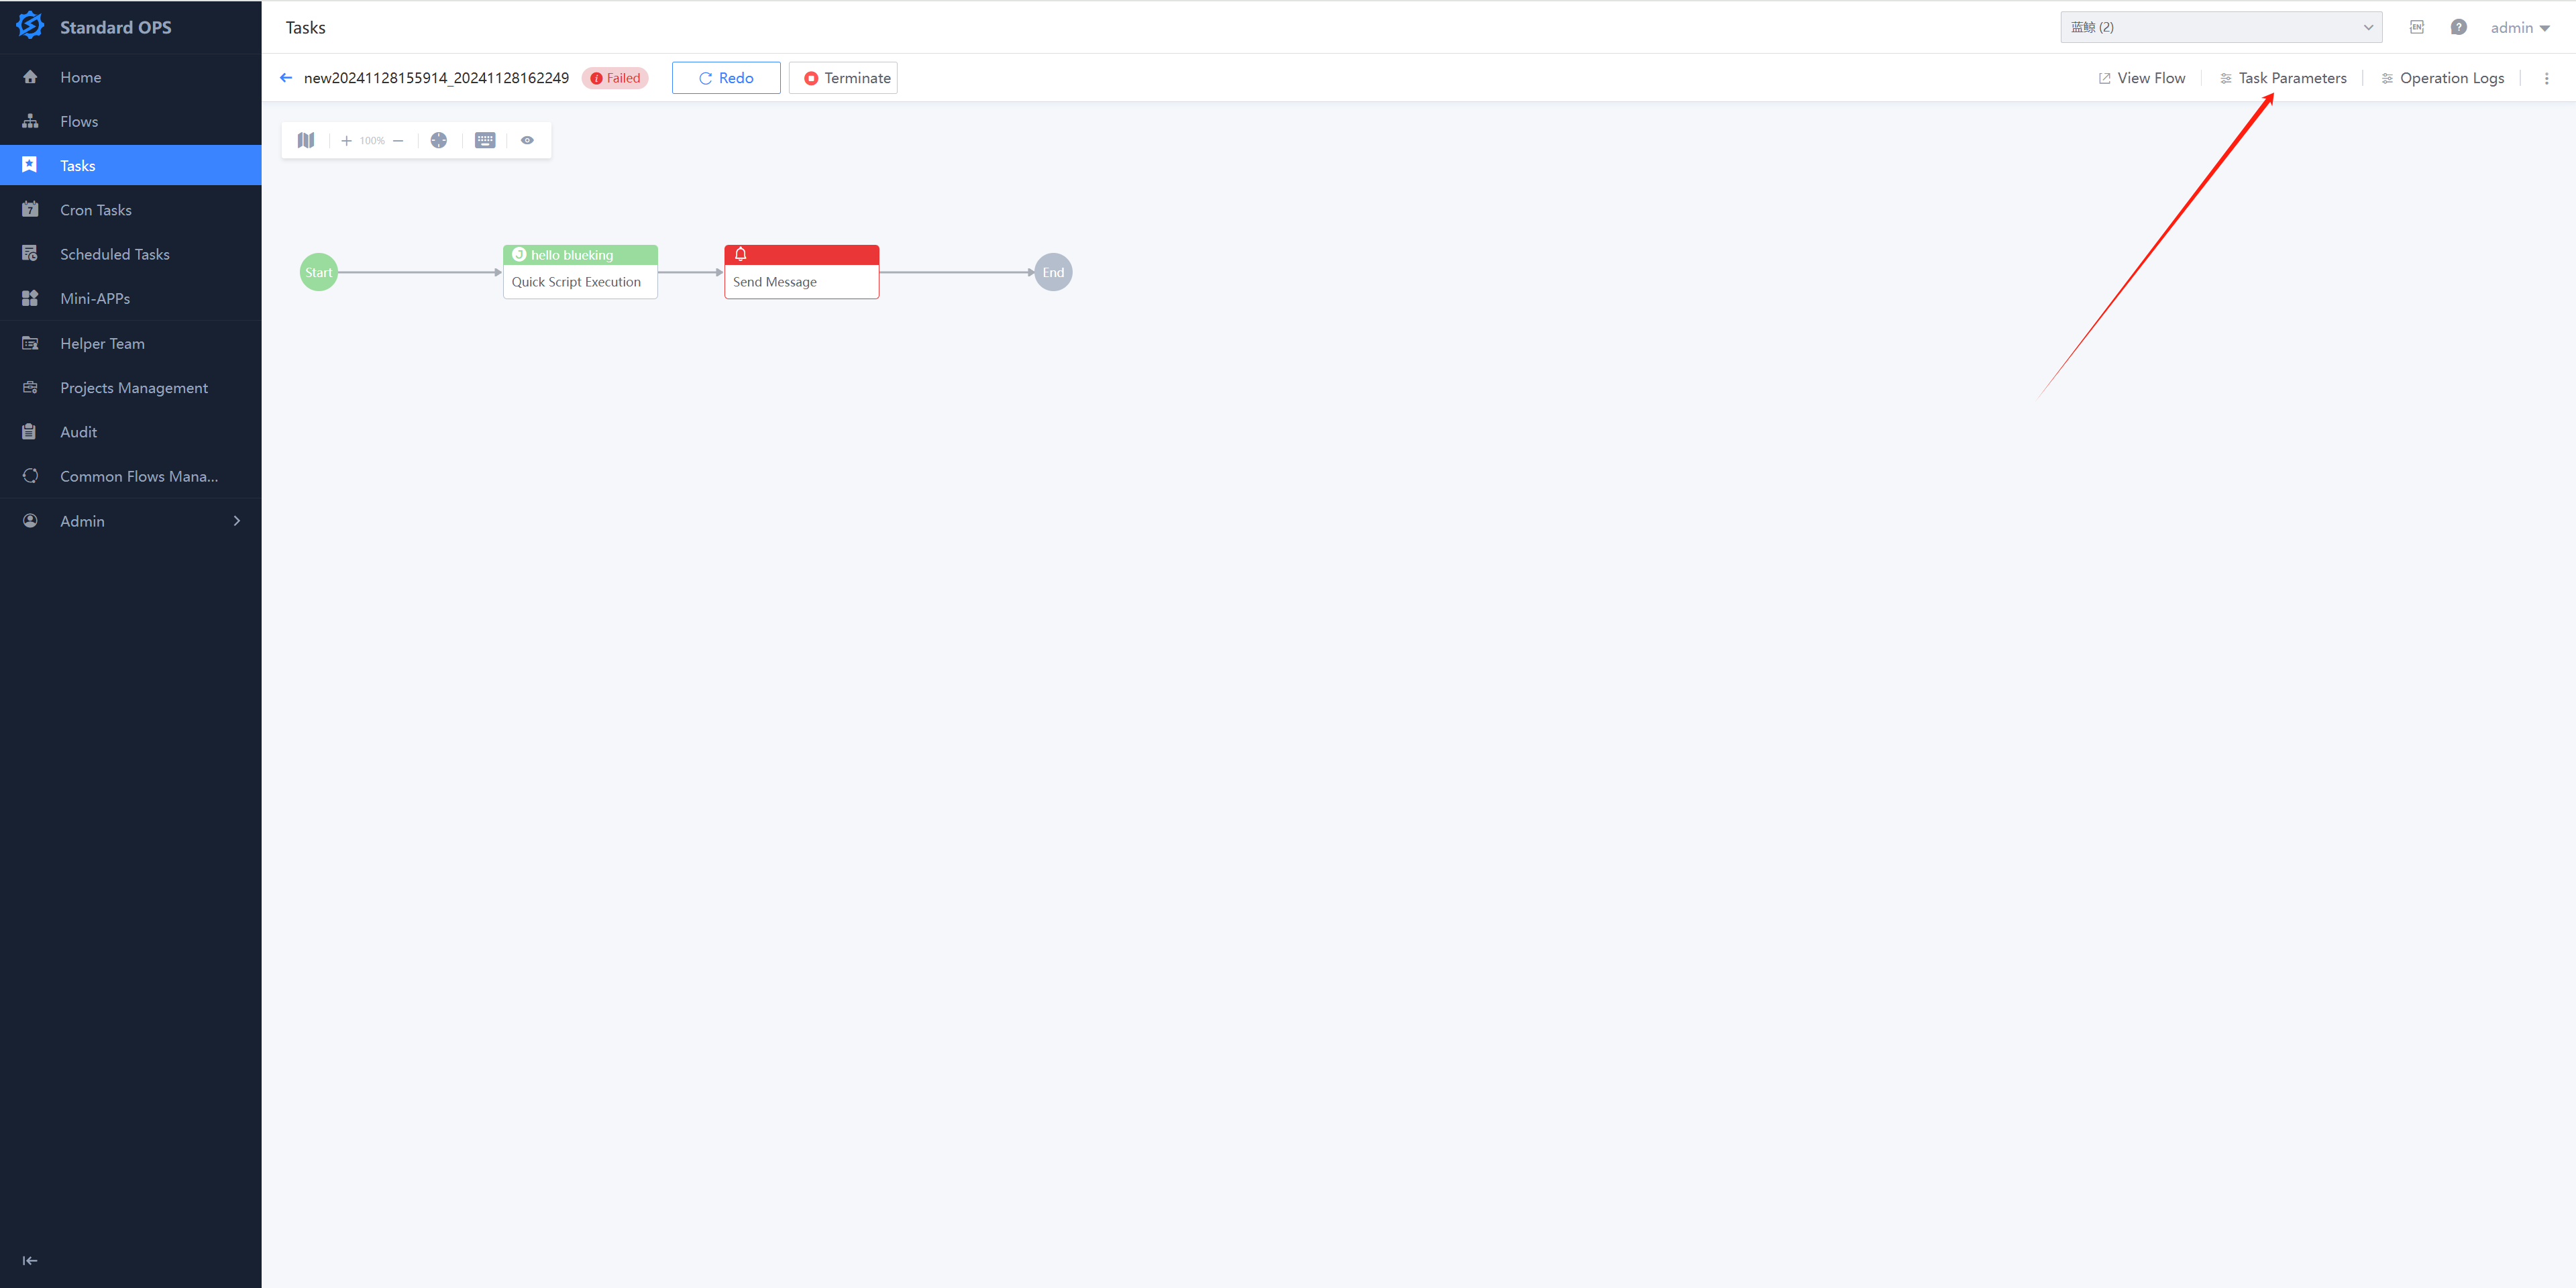 Standard OPS
Tasks
蓝鲸 (2)
EN
?
admin
Home
Flows
Tasks
7
Cron Tasks
Scheduled Tasks
Mini-APPs
Helper Team
Projects Management
Audit
Common Flows Mana...
Admin
new20241128155914_20241128162249
Failed
Redo
Terminate
View Flow
Task Parameters
Operation Logs
100%
Start
J hello blueking
Quick Script Execution
Send Message
End